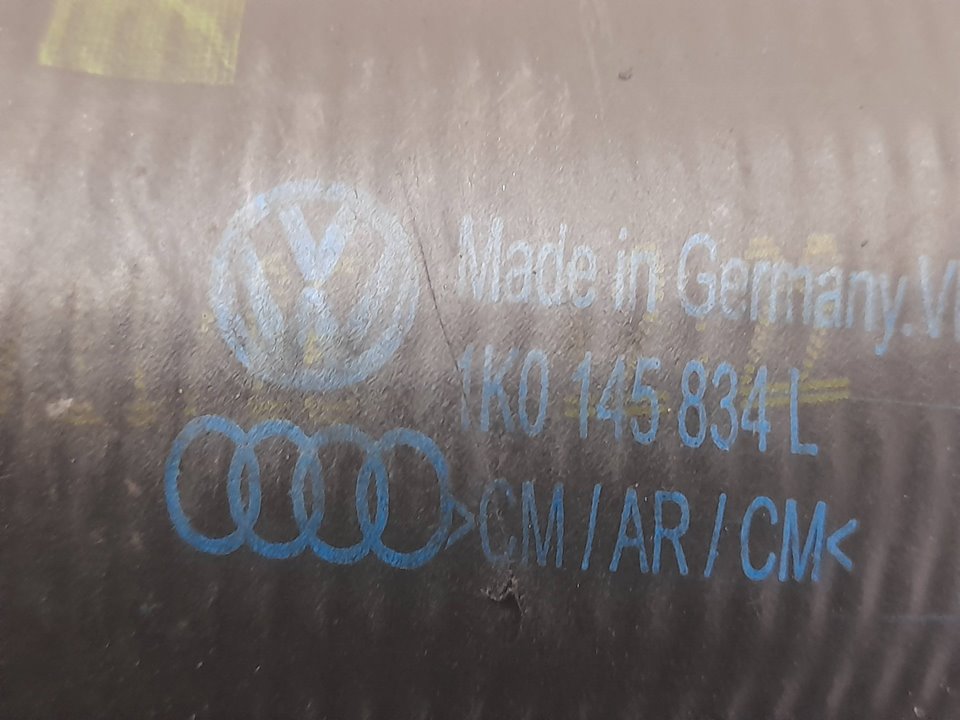 Made in Germany.
1K0 145 834 L
>CM/AR/CM<